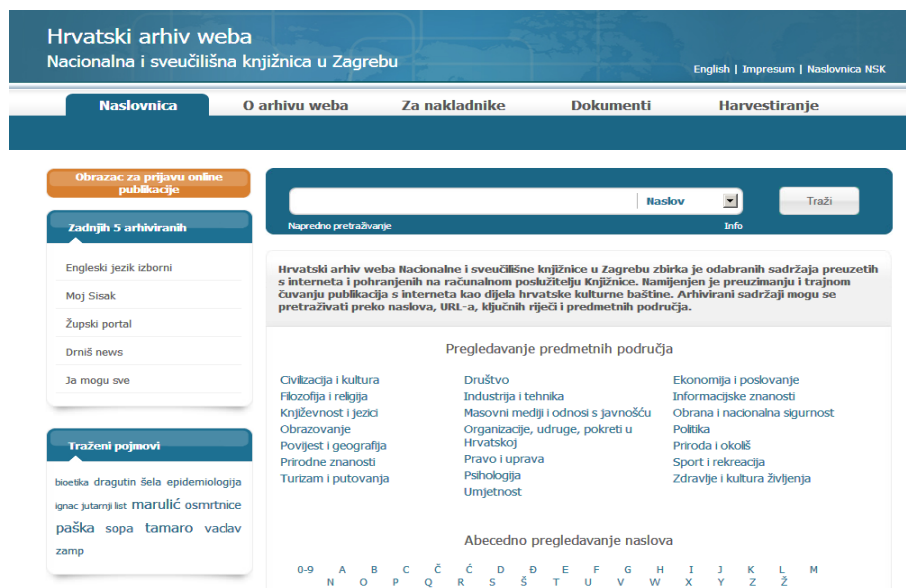 Hrvatski arhiv weba
Nacionalna i sveučilišna knjižnica u Zagrebu
English | Impresum | Naslovnica NSK
Naslovnica O arhivu weba Za nakladnike Dokumenti Harvestiranje
Obrazac za prijavu online
publikacije
Naslov
Traži
Napredno pretraživanje
Info
Zadnjih 5 arhiviranih
Engleski jezik izborni
Moj Sisak
Župski portal
Drniš news
Ja mogu sve
Traženi pojmovi
bioetika dragutin šela epidemiologija
ignac jutarnji list marulić osmrtnice
paška sopa tamaro vaclav
zamp
Hrvatski arhiv weba Nacionalne i sveučilišne knjižnice u Zagrebu zbirka je odabranih sadržaja preuzetih
s interneta i pohranjenih na računalnom poslužitelju Knjižnice. Namijenjen je preuzimanju i trajnom
čuvanju publikacija s interneta kao dijela hrvatske kulturne baštine. Arhivirani sadržaji mogu se
pretraživati preko naslova, URL-a, ključnih riječi i predmetnih područja.
Pregledavanje predmetnih područja
Civilizacija i kultura
Filozofija i religija
Književnost i jezici
Obrazovanje
Povijest i geografija
Prirodne znanosti
Turizam i putovanja
Društvo
Industrija i tehnika
Masovni mediji i odnosi s javnošću
Organizacije, udruge, pokreti u
Hrvatskoj
Pravo i uprava
Psihologija
Umjetnost
Ekonomija i poslovanje
Informacijske znanosti
Obrana i nacionalna sigurnost
Politika
Priroda i okoliš
Sport i rekreacija
Zdravlje i kultura življenja
Abecedno pregledavanje naslova
0-9 A B C Č Ć D Đ E F G H I J K L M
N O P Q R S Š T U V W X Y Z Ž